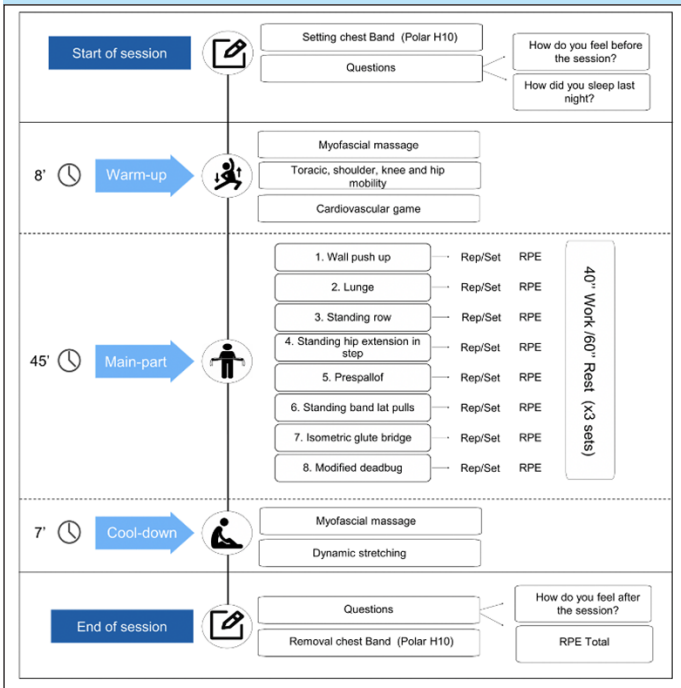 Start of session
Setting chest Band (Polar H10)
Questions
How do you feel before
the session?
How did you sleep last
night?
8'
Warm-up
Myofascial massage
Toracic, shoulder, knee and hip
mobility
Cardiovascular game
45'
Main-part
1. Wall push up Rep/Set RPE
2. Lunge Rep/Set RPE
3. Standing row Rep/Set RPE
4. Standing hip extension in
step
Rep/Set RPE
5. Prespallof Rep/Set RPE
6. Standing band lat pulls Rep/Set RPE
7. Isometric glute bridge Rep/Set RPE
8. Modified deadbug Rep/Set RPE
40" Work /60" Rest (x3 sets)
7'
Cool-down
Myofascial massage
Dynamic stretching
End of session
Questions
How do you feel after
the session?
RPE Total
Removal chest Band (Polar H10)